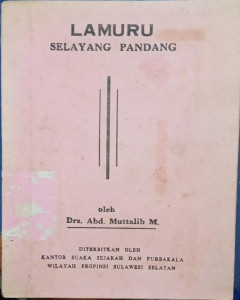 LAMURU
SELAYANG PANDANG
oleh
Drs. Abd. Muttalib M.
DITERBITKAN OLEH
KANTOR SUAKA SEJARAH DAN PURBAKALA
WILAYAH PROPINSI SULAWESI SELATAN